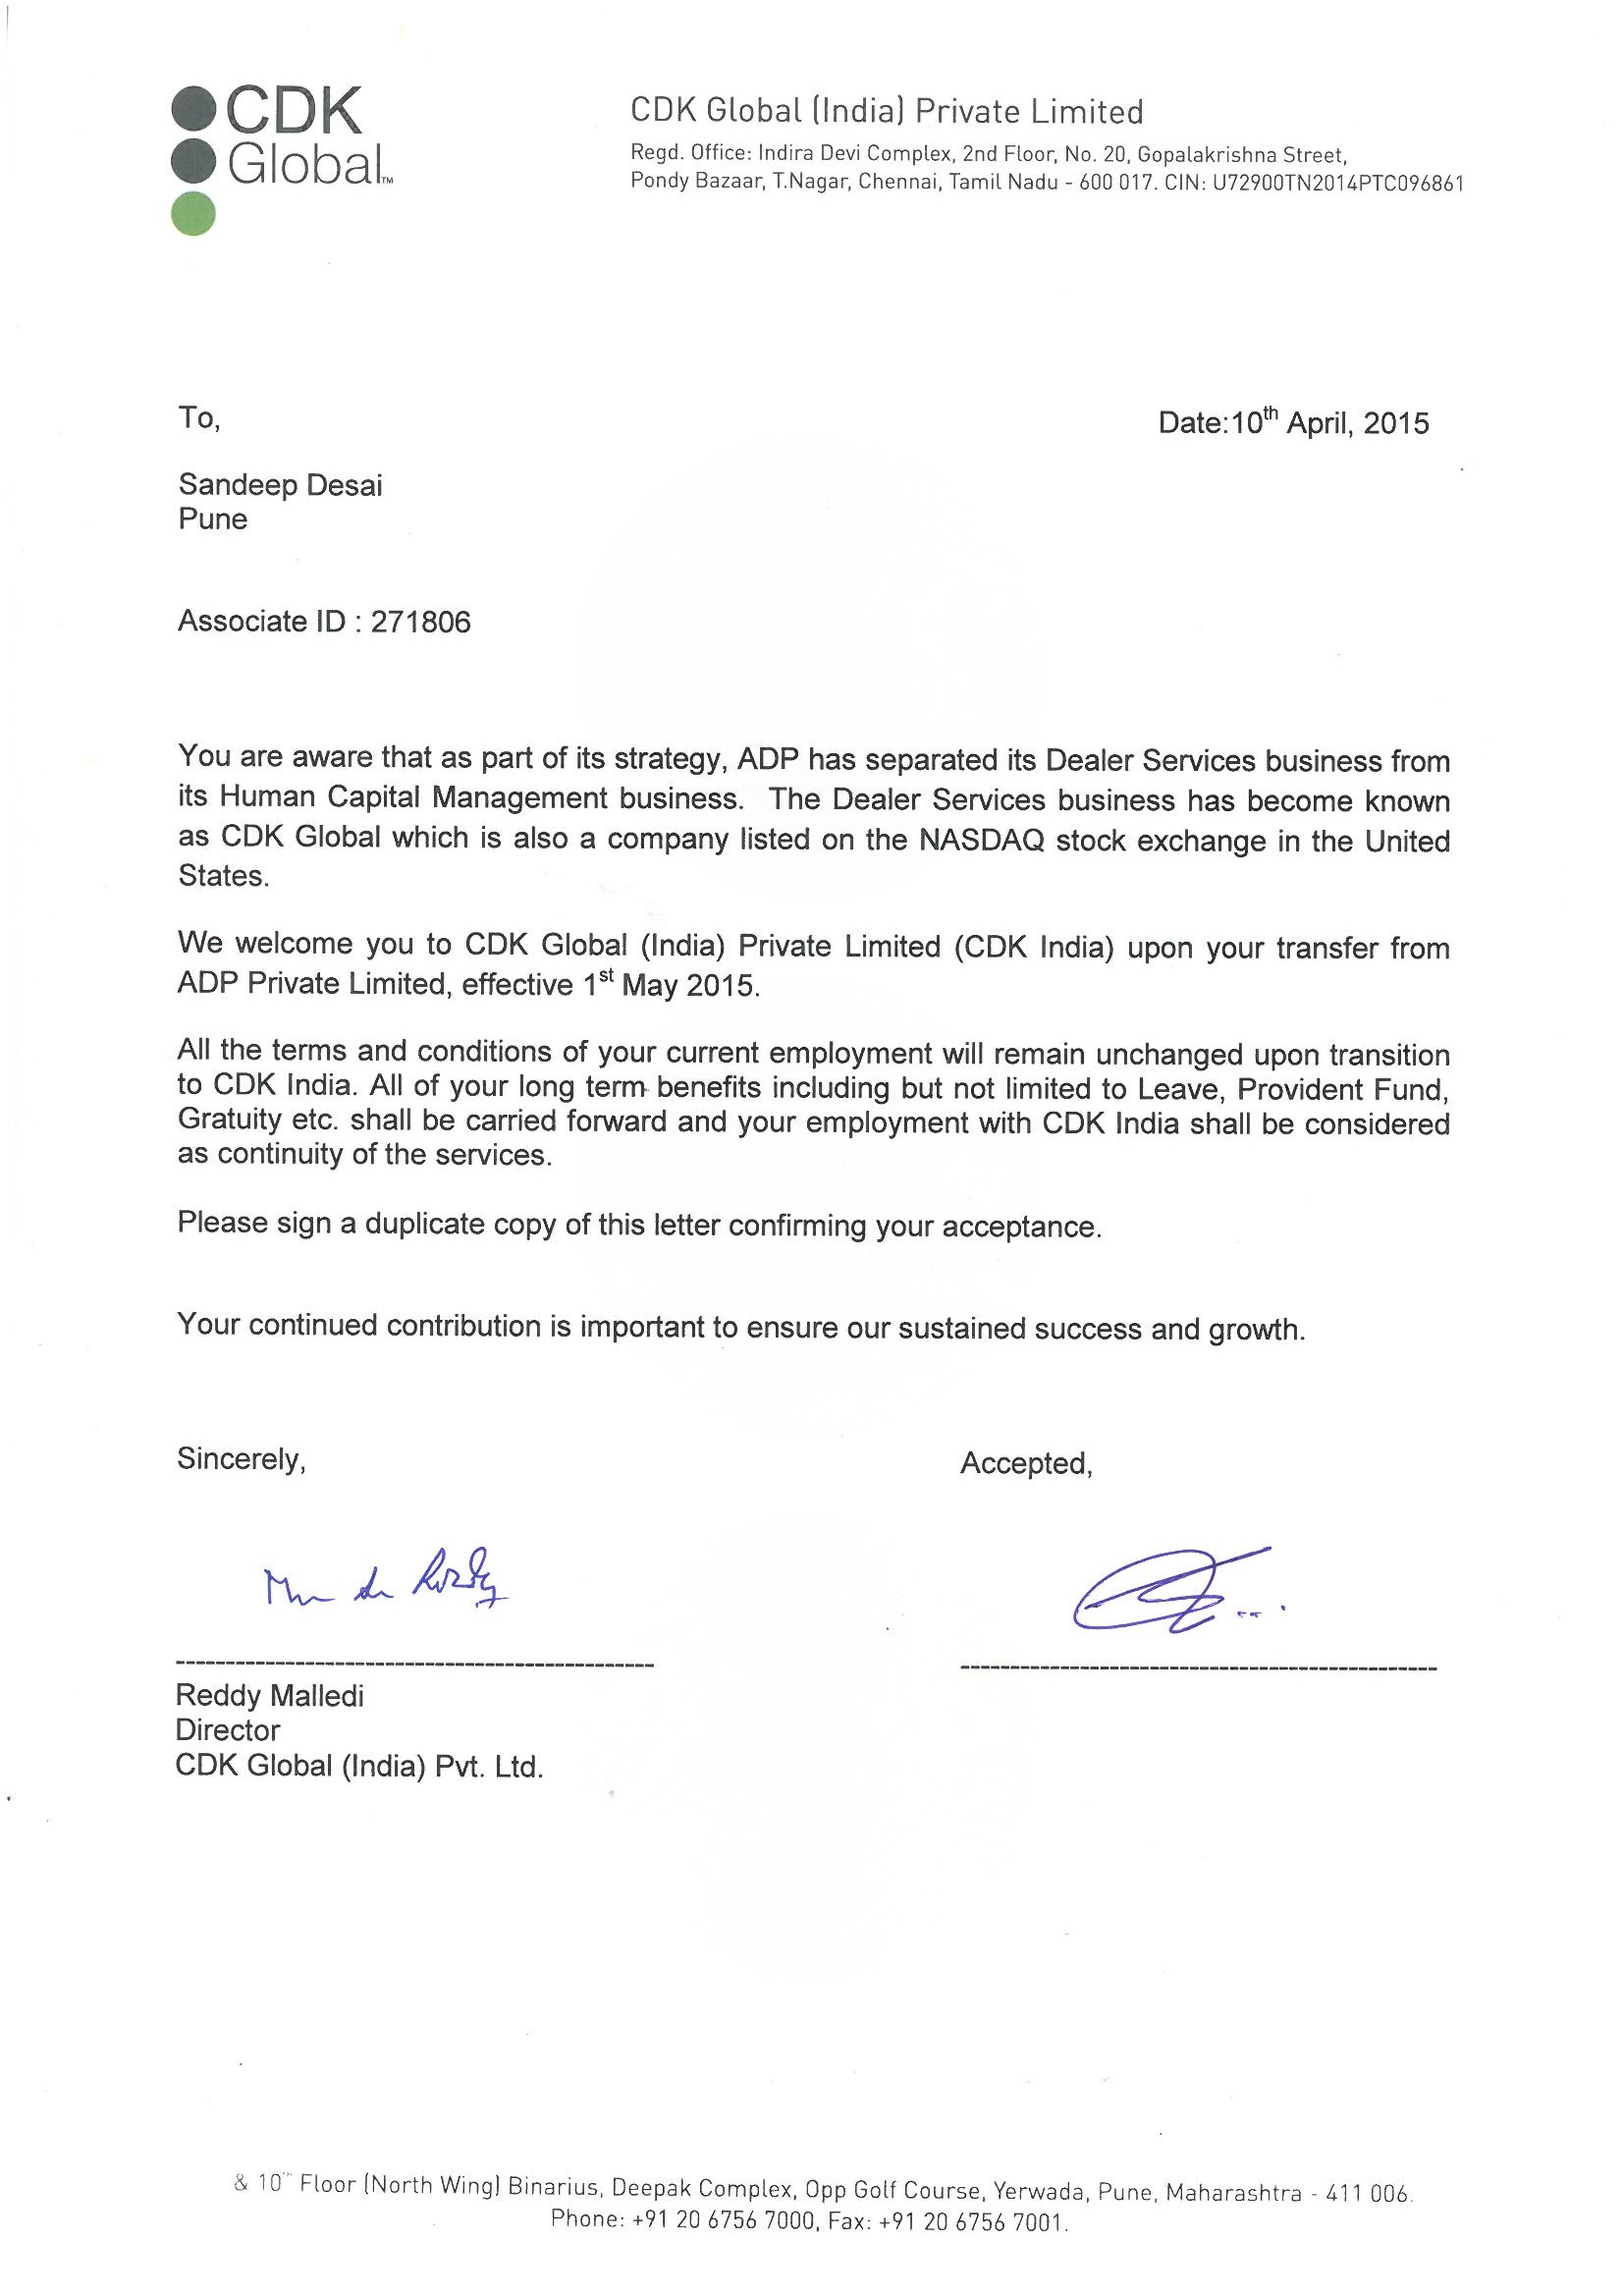 CDK
Global™
CDK Global (India) Private Limited
Regd. Office: Indira Devi Complex, 2nd Floor, No. 20, Gopalakrishna Street,
Pondy Bazaar, T.Nagar, Chennai, Tamil Nadu - 600 017. CIN: U72900TN2014PTC096861
To,
Date:10th April, 2015
Sandeep Desai
Pune
Associate ID : 271806
You are aware that as part of its strategy, ADP has separated its Dealer Services business from
its Human Capital Management business. The Dealer Services business has become known
as CDK Global which is also a company listed on the NASDAQ stock exchange in the United
States.
We welcome you to CDK Global (India) Private Limited (CDK India) upon your transfer from
ADP Private Limited, effective 1st May 2015.
All the terms and conditions of your current employment will remain unchanged upon transition
to CDK India. All of your long term benefits including but not limited to Leave, Provident Fund,
Gratuity etc. shall be carried forward and your employment with CDK India shall be considered
as continuity of the services.
Please sign a duplicate copy of this letter confirming your acceptance.
Your continued contribution is important to ensure our sustained success and growth.
Sincerely,
Accepted,
Reddy Malledi
Director
CDK Global (India) Pvt. Ltd.
& 10th Floor (North Wing) Binarius, Deepak Complex, Opp Golf Course, Yerwada, Pune, Maharashtra - 411 006.
Phone: +91 20 6756 7000, Fax: +91 20 6756 7001.